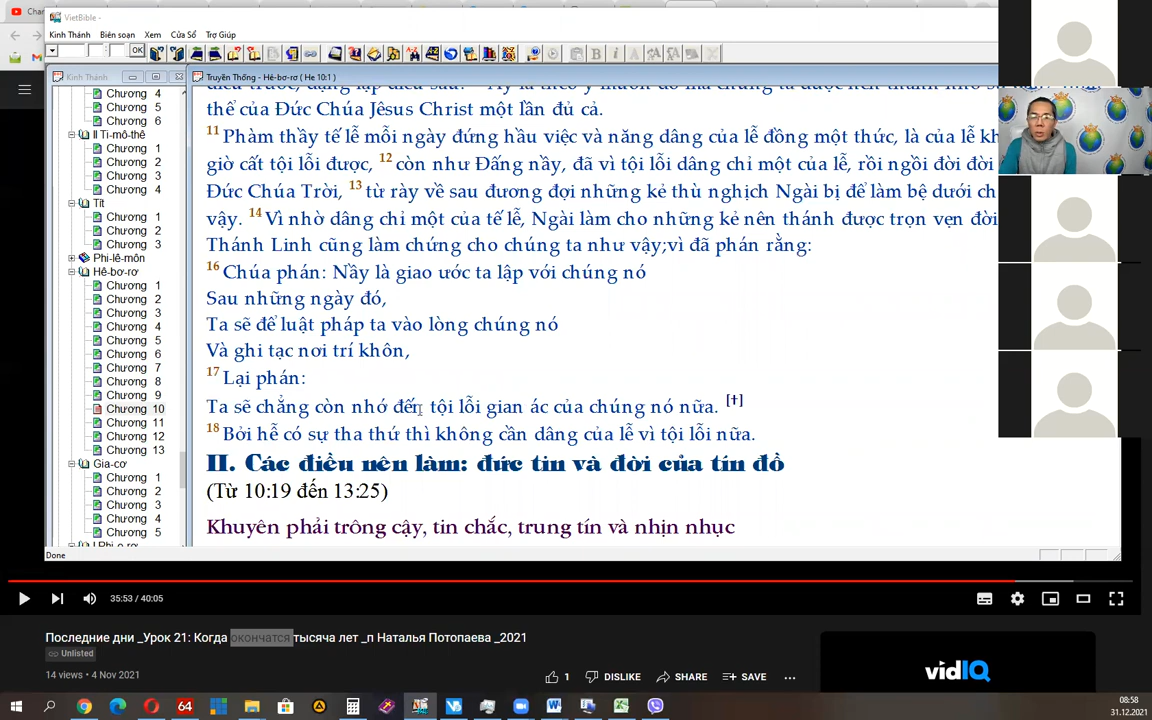 Chan
VietBible -
Kinh Thánh Biên soạn Xem Cửa Sổ Trợ Giúp
OK
Kinh Thánh
Truyền Thống - Hê-bơ-rơ ( He 10:1 )
Chương 4
Chương 5
Chương 6
II Ti-mô-thê
Chương 1
Chương 2
Chương 3
Chương 4
Tít
Chương 1
Chương 2
Chương 3
Phi-lê-môn
Hê-bơ-rơ
Chương 1
Chương 2
Chương 3
Chương 4
Chương 5
Chương 6
Chương 7
Chương 8
Chương 9
Chương 10
Chương 11
Chương 12
Chương 13
Gia-cơ
Chương 1
Chương 2
Chương 3
Chương 4
Chương 5
thể của Đức Chúa Jêsus Christ một lần đủ cả.
11 Phàm thầy tế lễ mỗi ngày đứng hầu việc và năng dâng của lễ đồng một thức, là của lễ kh
giờ cất tội lỗi được, 12 còn như Đấng nầy, đã vì tội lỗi dâng chỉ một của lễ, rồi ngồi đời đời
Đức Chúa Trời, 13 từ rày về sau đương đợi những kẻ thù nghịch Ngài bị để làm bệ dưới ch
vậy. 14 Vì nhờ dâng chỉ một của tế lễ, Ngài làm cho những kẻ nên thánh được trọn vẹn đời
Thánh Linh cũng làm chứng cho chúng ta như vậy;vì đã phán rằng:
16 Chúa phán: Nầy là giao ước ta lập với chúng nó
Sau những ngày đó,
Ta sẽ để luật pháp ta vào lòng chúng nó
Và ghi tạc nơi trí khôn,
17 Lại phán:
Ta sẽ chẳng còn nhớ đến tội lỗi gian ác của chúng nó nữa. [†]
18 Bởi hễ có sự tha thứ thì không cần dâng của lễ vì tội lỗi nữa.
II. Các điều nên làm: đức tin và đời của tín đồ
(Từ 10:19 đến 13:25)
Khuyên phải trông cậy, tin chắc, trung tín và nhịn nhục
Done
35:53 / 40:05
Последние дни _Урок 21: Когда окончатся тысяча лет _п Наталья Потопаева _2021
Unlisted
14 views • 4 Nov 2021
1 DISLIKE SHARE SAVE
vidIQ
64
08:58
31.12.2021